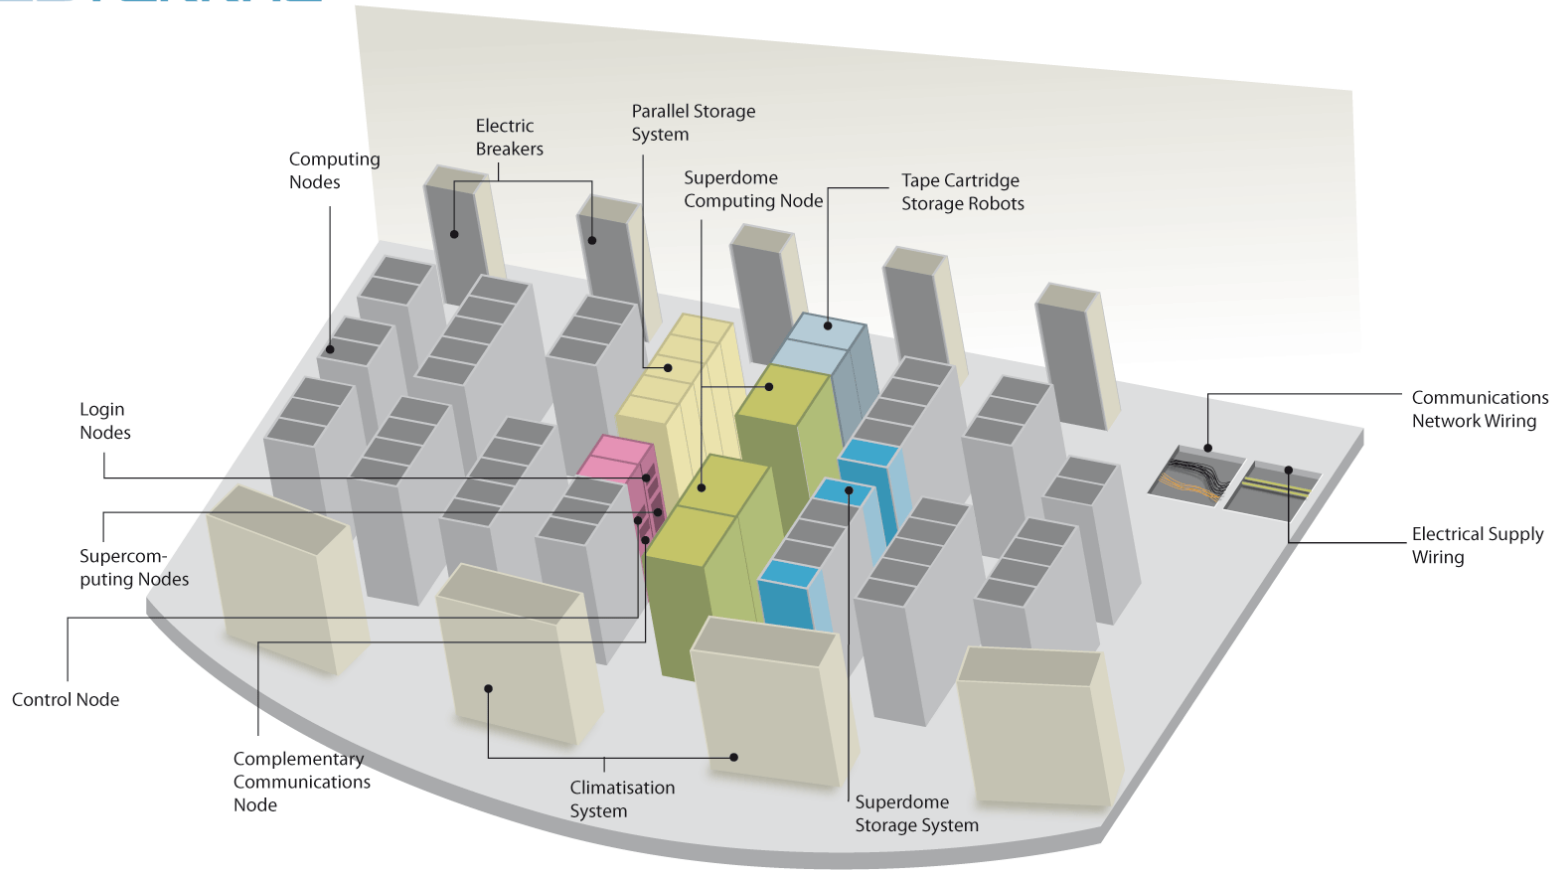 Parallel Storage
System
Electric
Breakers
Computing
Nodes
Superdome
Computing Node
Tape Cartridge
Storage Robots
Communications
Network Wiring
Login
Nodes
Electrical Supply
Wiring
Supercom-
puting Nodes
Control Node
Complementary
Communications
Node
Climatisation
System
Superdome
Storage System